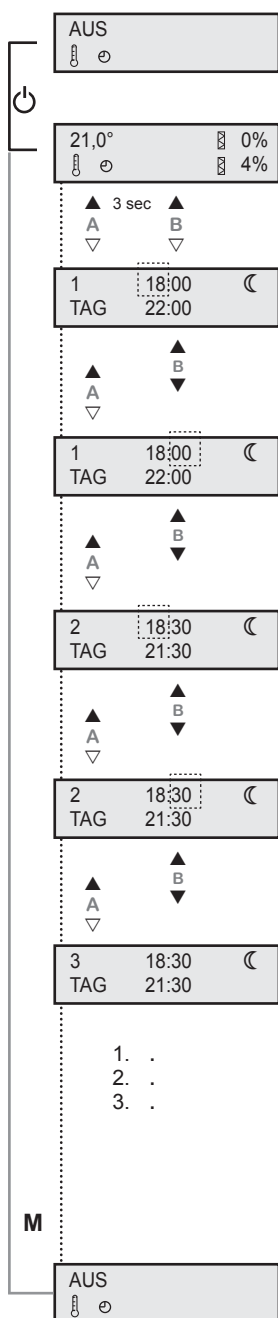 AUS
21,0° 0%
4%
3 sec
A B
1 18:00
TAG 22:00
B
A
1 18:00
TAG 22:00
B
A
2 18:30
TAG 21:30
B
A
2 18:30
TAG 21:30
B
A
3 18:30
TAG 21:30
1. .
2. .
3. .
M
AUS